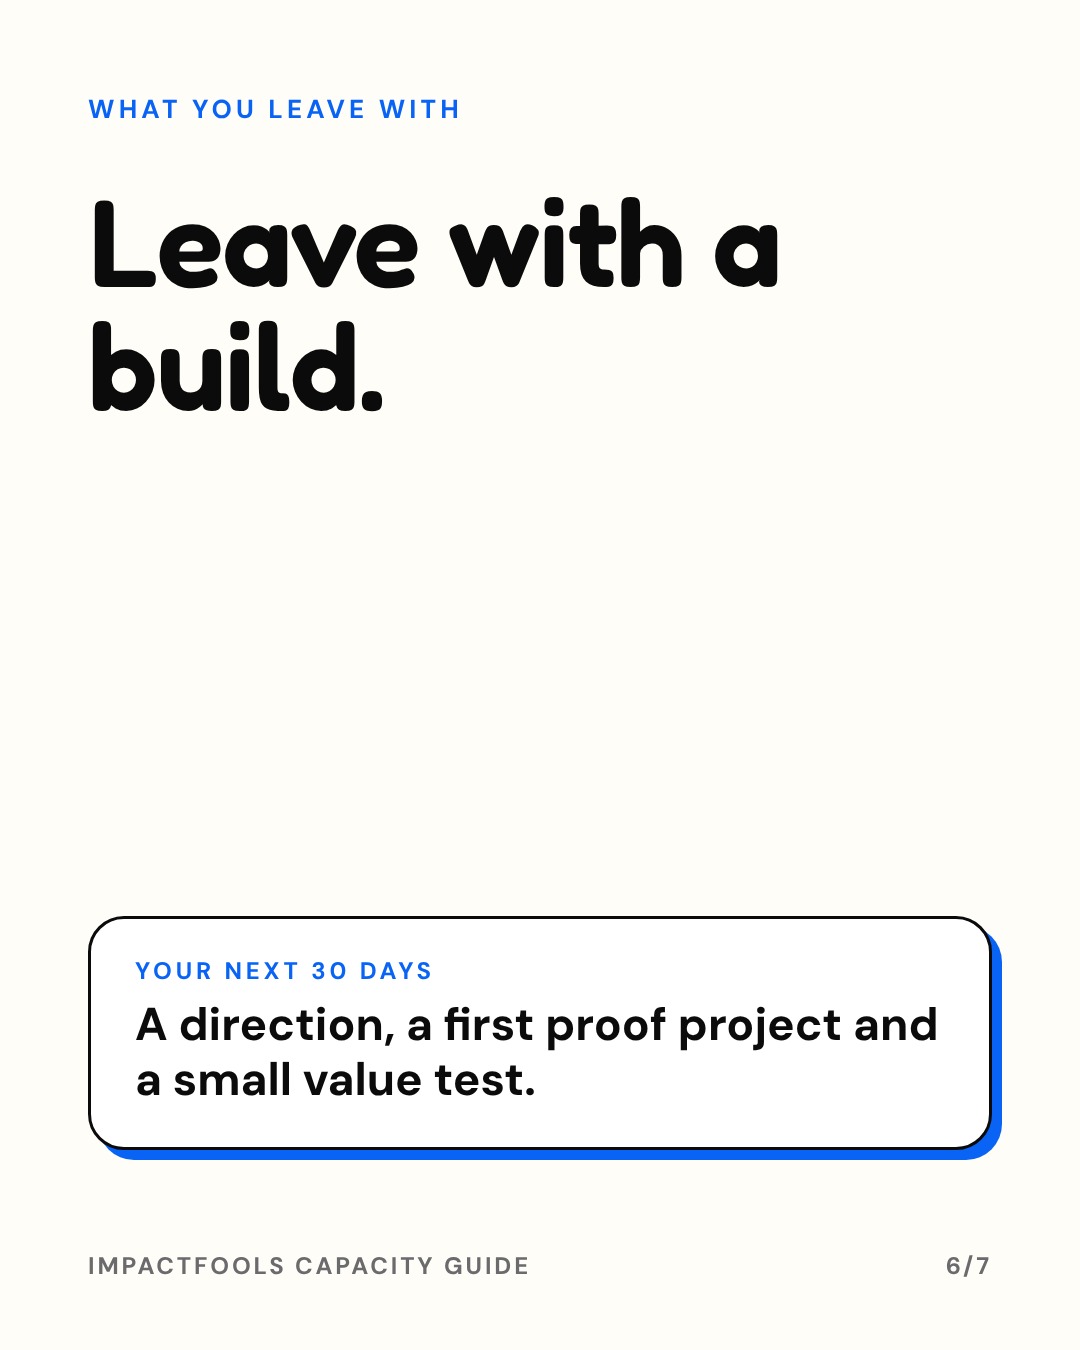 WHAT YOU LEAVE WITH
Leave with a
build.
YOUR NEXT 30 DAYS
A direction, a first proof project and
a small value test.
IMPACTFOOLS CAPACITY GUIDE
6/7